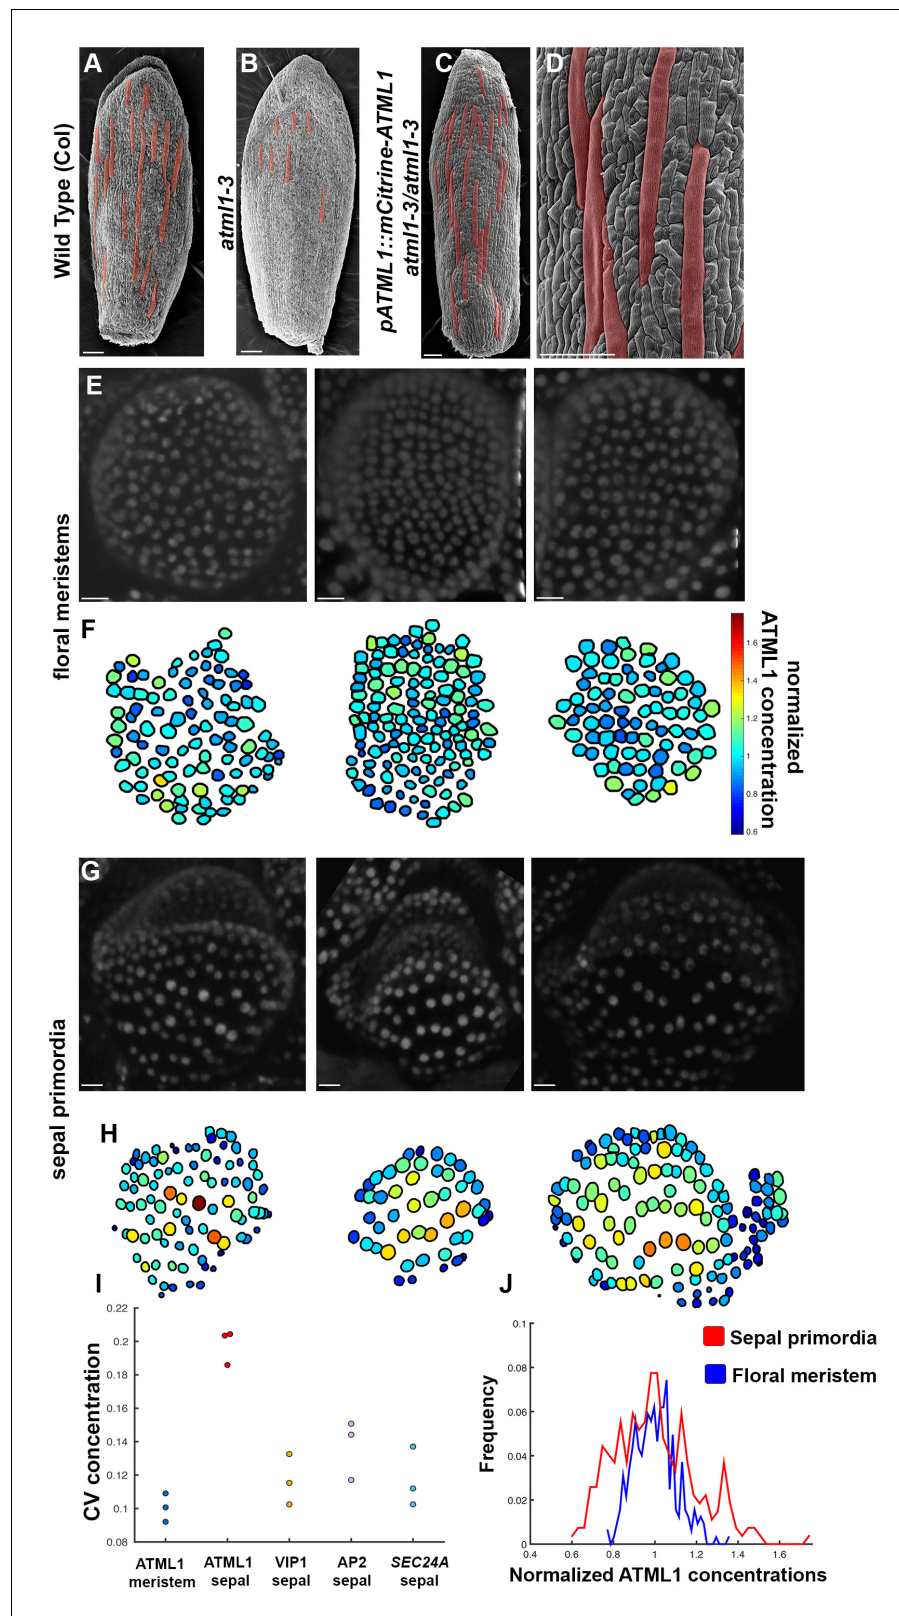 A
B
C
D
Wild Type (Col)
atml1-3
pATML1::mCitrine-ATML1
atml1-3/atml1-3
E
floral meristems
F
normalized
ATML1 concentration
1.6
1.4
1.2
1
0.8
0.6
G
sepal primordia
H
I
CV concentration
0.22
0.2
0.18
0.16
0.14
0.12
0.1
0.08
ATML1
meristem
ATML1
sepal
VIP1
sepal
AP2
sepal
SEC24A
sepal
J
Sepal primordia
Floral meristem
Frequency
0.1
0.08
0.06
0.04
0.02
0
0.4
0.6
0.8
1
1.2
1.4
1.6
Normalized ATML1 concentrations